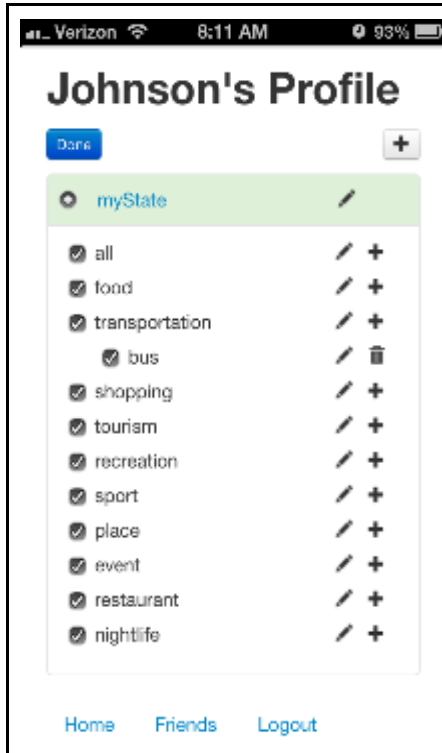 Verizon 8:11 AM 93%
Johnson's Profile
Done
myState
all
food
transportation
bus
shopping
tourism
recreation
sport
place
event
restaurant
nightlife
Home Friends Logout